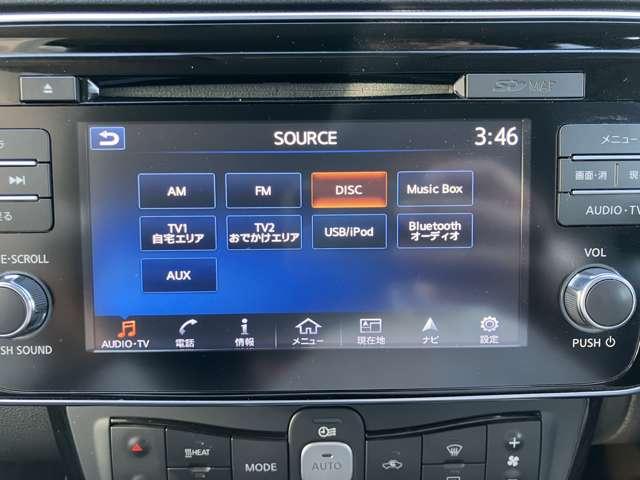 SD MAP
SOURCE
3:46
メニュー
AM
FM
DISC
Music Box
画面・消
現
TV1
自宅エリア
TV2
おでかけエリア
USB/iPod
Bluetooth
オーディオ
AUDIO・TV
戻る
E-SCROLL
AUX
VOL
SH SOUND
PUSH
AUDIO・TV
電話
情報
メニュー
現在地
ナビ
設定
HEAT
MODE
AUTO